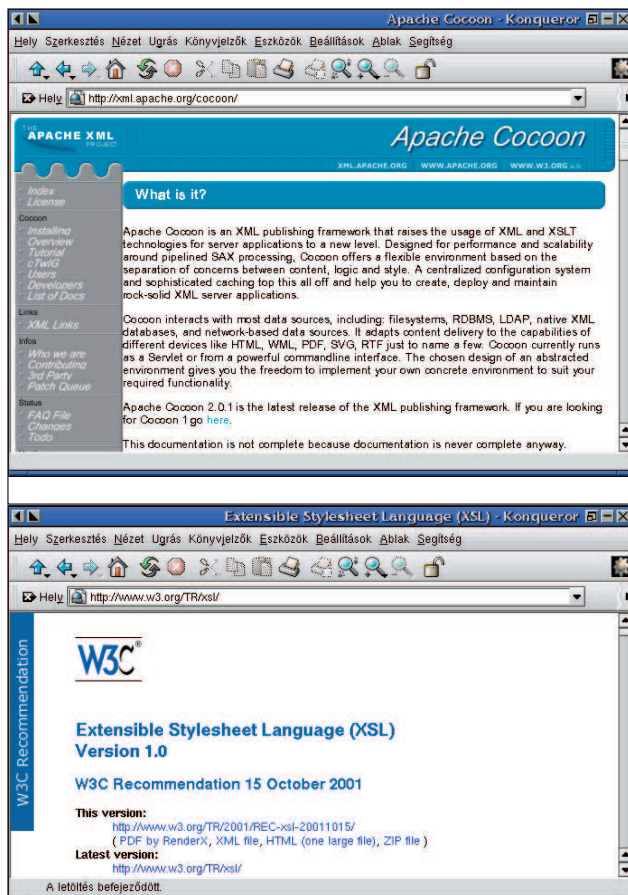 Apache Cocoon - Konqueror
Hely Szerkesztés Nézet Ugrás Könyvjelzők Eszközök Beállítások Ablak Segítség
Hely http://xml.apache.org/cocoon/
THE
APACHE XML
PROJECT
Apache Cocoon
XML.APACHE.ORG WWW.APACHE.ORG WWW.W3.ORG
Index
License
Cocoon
Installing
Overview
Tutorial
cTwIG
Users
Developers
List of Docs
Links
XML Links
Infos
Who we are
Contributing
3rd Party
Patch Queue
Status
FAQ File
Changes
Todo
What is it?
Apache Cocoon is an XML publishing framework that raises the usage of XML and XSLT
technologies for server applications to a new level. Designed for performance and scalability
around pipelined SAX processing, Cocoon offers a flexible environment based on the
separation of concerns between content, logic and style. A centralized configuration system
and sophisticated caching top this all off and help you to create, deploy and maintain
rock-solid XML server applications.
Cocoon interacts with most data sources, including: filesystems, RDBMS, LDAP, native XML
databases, and network-based data sources. It adapts content delivery to the capabilities of
different devices like HTML, WML, PDF, SVG, RTF just to name a few. Cocoon currently runs
as a Servlet or from a powerful commandline interface. The chosen design of an abstracted
environment gives you the freedom to implement your own concrete environment to suit your
required functionality.
Apache Cocoon 2.0.1 is the latest release of the XML publishing framework. If you are looking
for Cocoon 1 go here.
This documentation is not complete because documentation is never complete anyway.
Extensible Stylesheet Language (XSL) - Konqueror
Hely Szerkesztés Nézet Ugrás Könyvjelzők Eszközök Beállítások Ablak Segítség
Hely http://www.w3.org/TR/xsl/
W3C Recommendation
W3C®
Extensible Stylesheet Language (XSL)
Version 1.0
W3C Recommendation 15 October 2001
This version:
http://www.w3.org/TR/2001/REC-xsl-20011015/
( PDF by RenderX, XML file, HTML (one large file), ZIP file )
Latest version:
http://www.w3.org/TR/xsl/
A letöltés befejeződött.